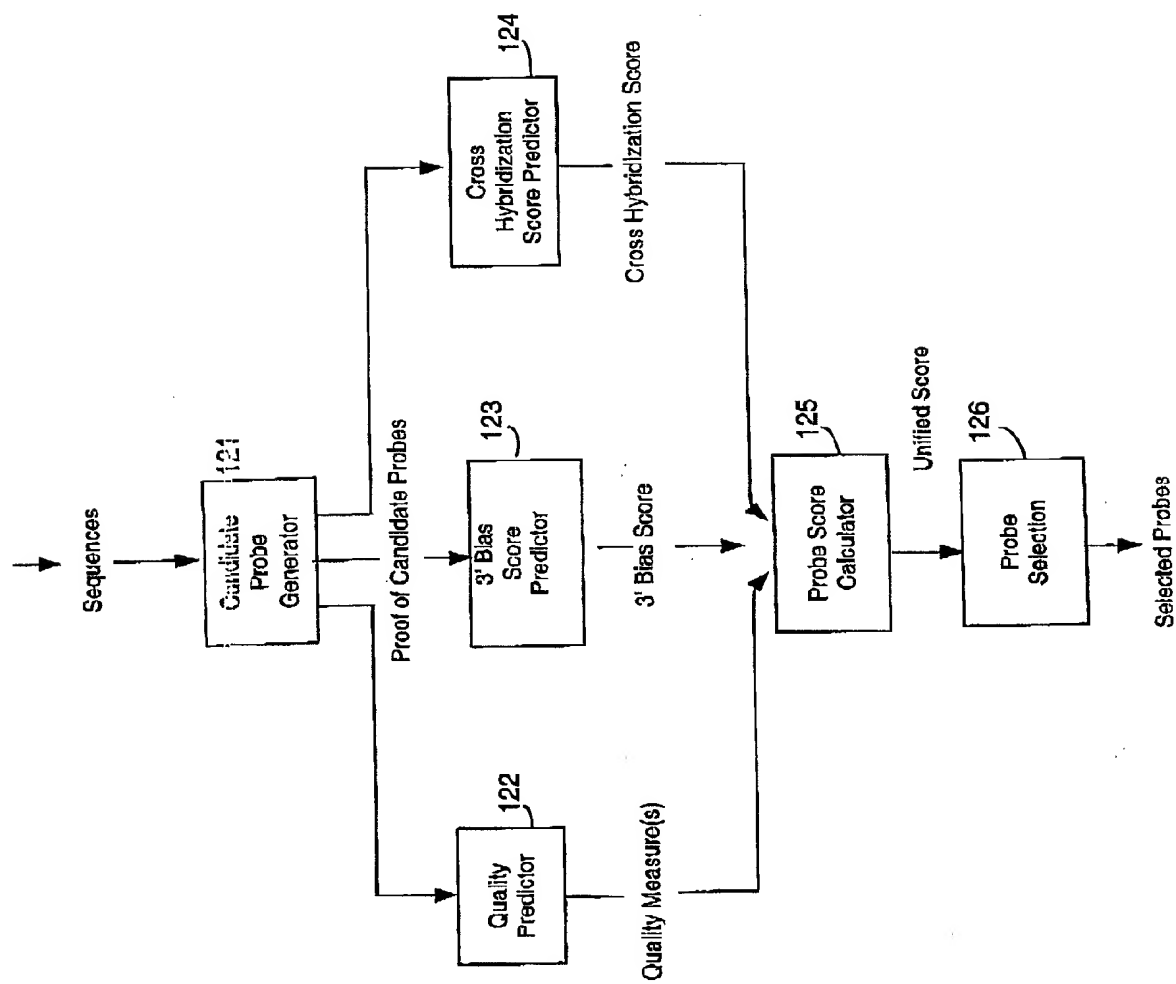 Sequences
121
Candidate
Probe
Generator
Proof of Candidate Probes
122
Quality
Predictor
Quality Measure(s)
123
3' Bias
Score
Predictor
3' Bias Score
124
Cross
Hybridization
Score Predictor
Cross Hybridization Score
125
Probe Score
Calculator
Unified Score
126
Probe
Selection
Selected Probes